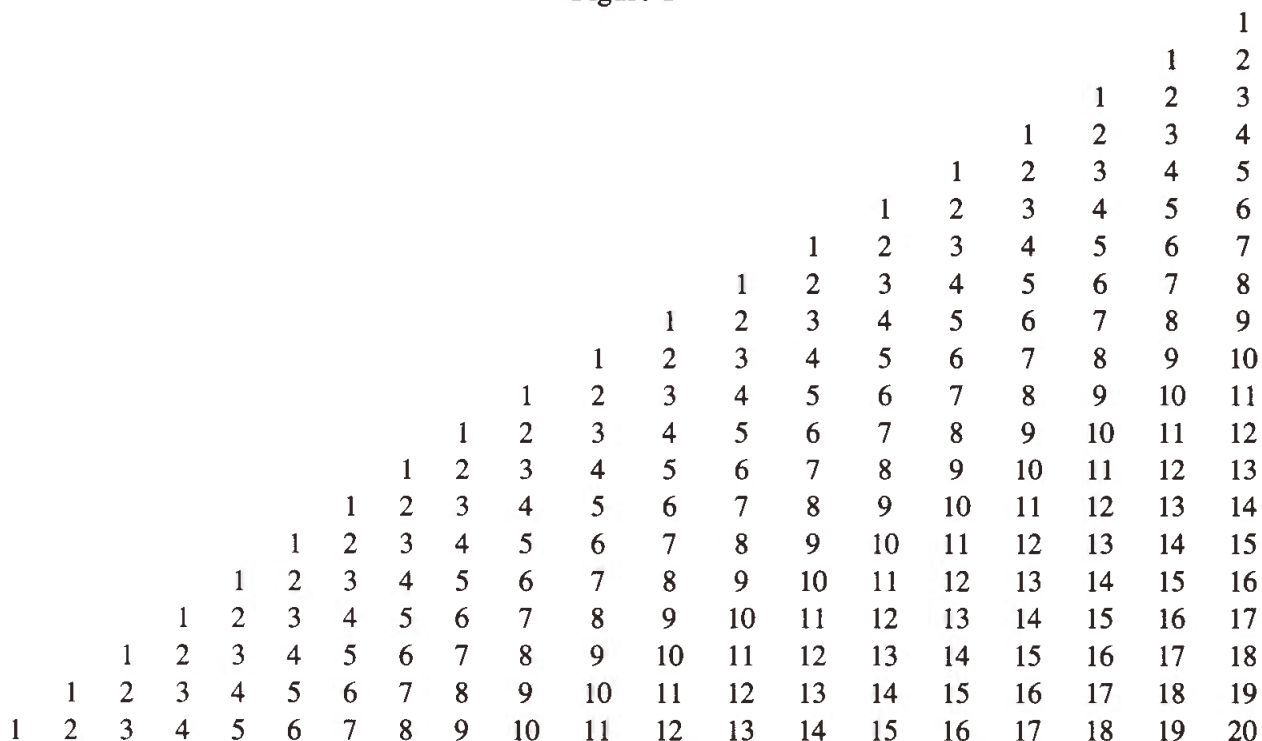 1
1 2
1 2 3
1 2 3 4
1 2 3 4 5
1 2 3 4 5 6
1 2 3 4 5 6 7
1 2 3 4 5 6 7 8
1 2 3 4 5 6 7 8 9
1 2 3 4 5 6 7 8 9 10
1 2 3 4 5 6 7 8 9 10 11
1 2 3 4 5 6 7 8 9 10 11 12
1 2 3 4 5 6 7 8 9 10 11 12 13
1 2 3 4 5 6 7 8 9 10 11 12 13 14
1 2 3 4 5 6 7 8 9 10 11 12 13 14 15
1 2 3 4 5 6 7 8 9 10 11 12 13 14 15 16
1 2 3 4 5 6 7 8 9 10 11 12 13 14 15 16 17
1 2 3 4 5 6 7 8 9 10 11 12 13 14 15 16 17 18
1 2 3 4 5 6 7 8 9 10 11 12 13 14 15 16 17 18 19
1 2 3 4 5 6 7 8 9 10 11 12 13 14 15 16 17 18 19 20